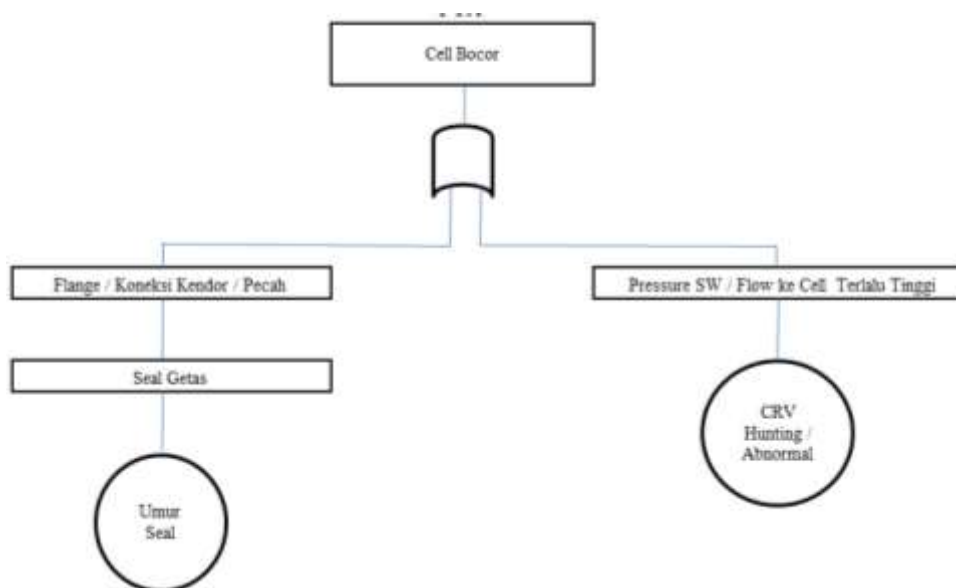 Cell Bocor
Flange / Koneksi Kendor / Pecah
Pressure SW / Flow ke Cell Terlalu Tinggi
Seal Getas
CRV
Hunting /
Abnormal
Umur
Seal